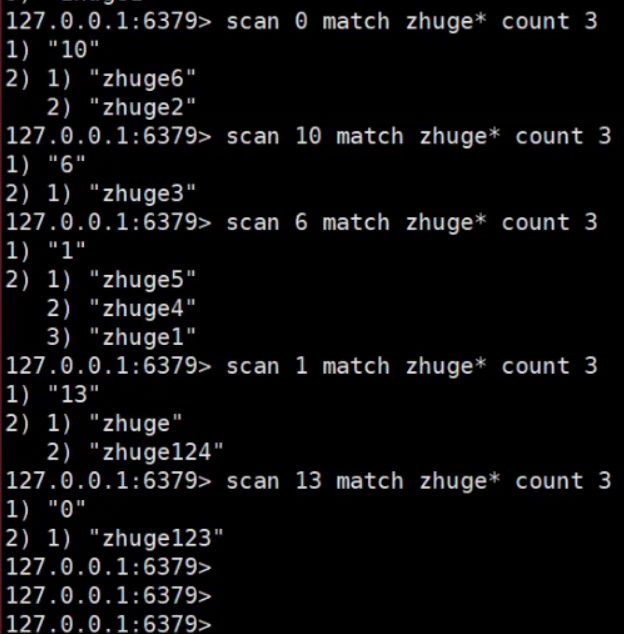 127.0.0.1:6379> scan 0 match zhuge* count 3
1) "10"
2) 1) "zhuge6"
   2) "zhuge2"
127.0.0.1:6379> scan 10 match zhuge* count 3
1) "6"
2) 1) "zhuge3"
127.0.0.1:6379> scan 6 match zhuge* count 3
1) "1"
2) 1) "zhuge5"
   2) "zhuge4"
   3) "zhuge1"
127.0.0.1:6379> scan 1 match zhuge* count 3
1) "13"
2) 1) "zhuge"
   2) "zhuge124"
127.0.0.1:6379> scan 13 match zhuge* count 3
1) "0"
2) 1) "zhuge123"
127.0.0.1:6379>
127.0.0.1:6379>
127.0.0.1:6379>